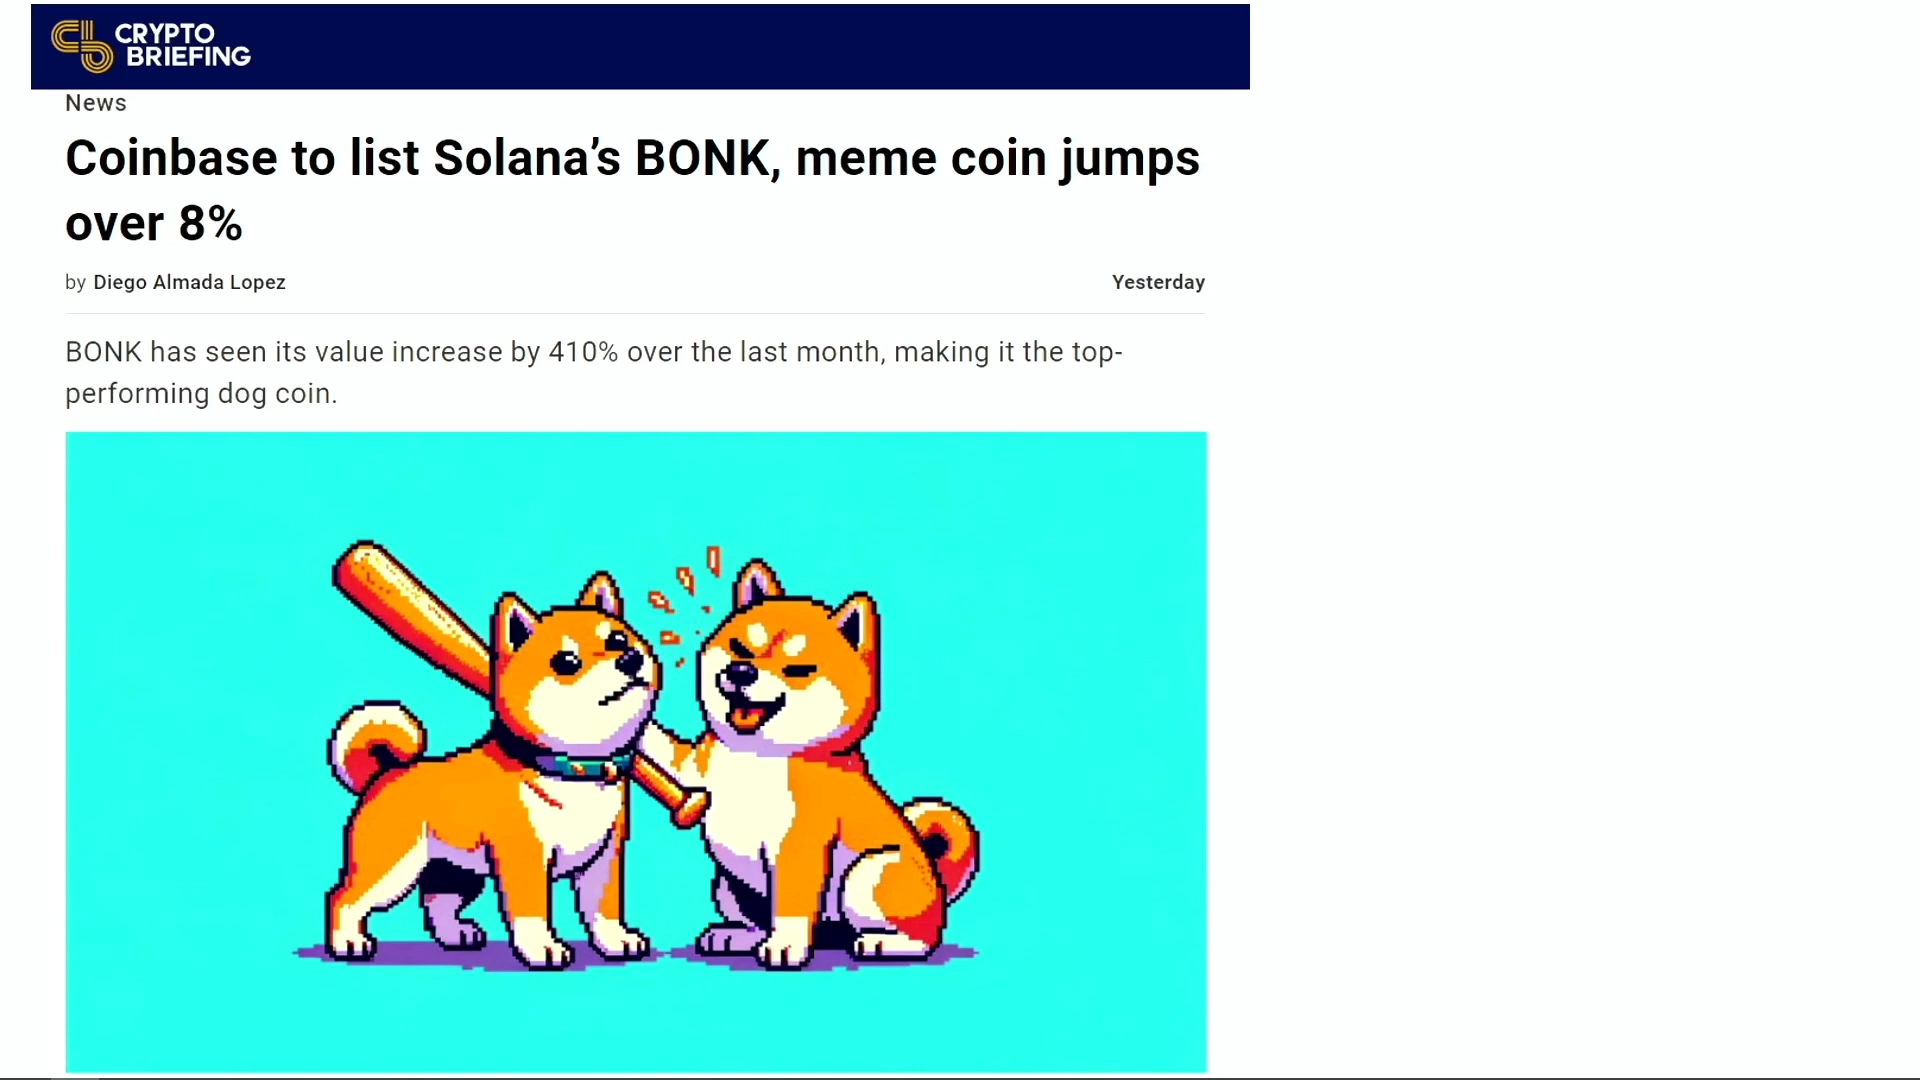 CRYPTO
BRIEFING
News
Coinbase to list Solana’s BONK, meme coin jumps
over 8%
by Diego Almada Lopez
Yesterday
BONK has seen its value increase by 410% over the last month, making it the top-
performing dog coin.